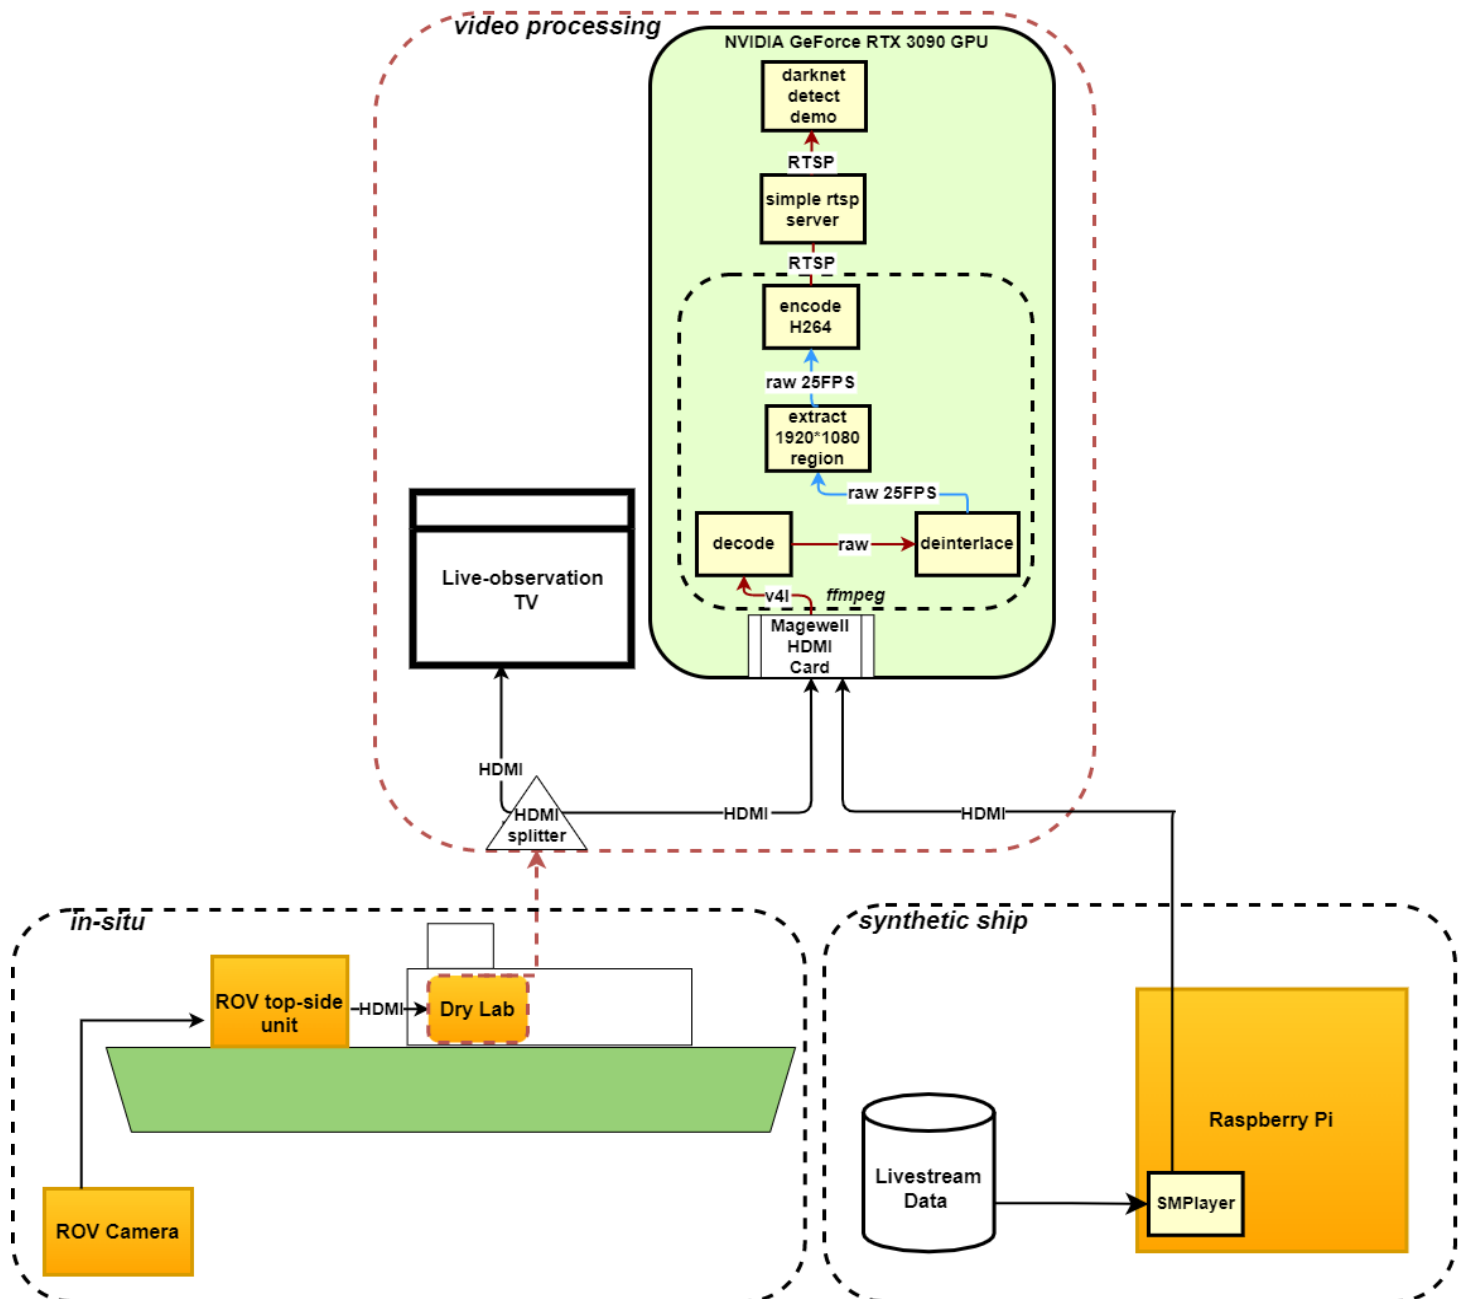 video processing
NVIDIA GeForce RTX 3090 GPU
darknet
detect
demo
RTSP
simple rtsp
server
RTSP
encode
H264
raw 25FPS
extract
1920*1080
region
raw 25FPS
decode
raw
deinterlace
v4l
ffmpeg
Magewell
HDMI
Card
Live-observation
TV
HDMI
HDMI
splitter
HDMI
HDMI
in-situ
ROV top-side
unit
HDMI
Dry Lab
ROV Camera
synthetic ship
Raspberry Pi
Livestream
Data
SMPlayer